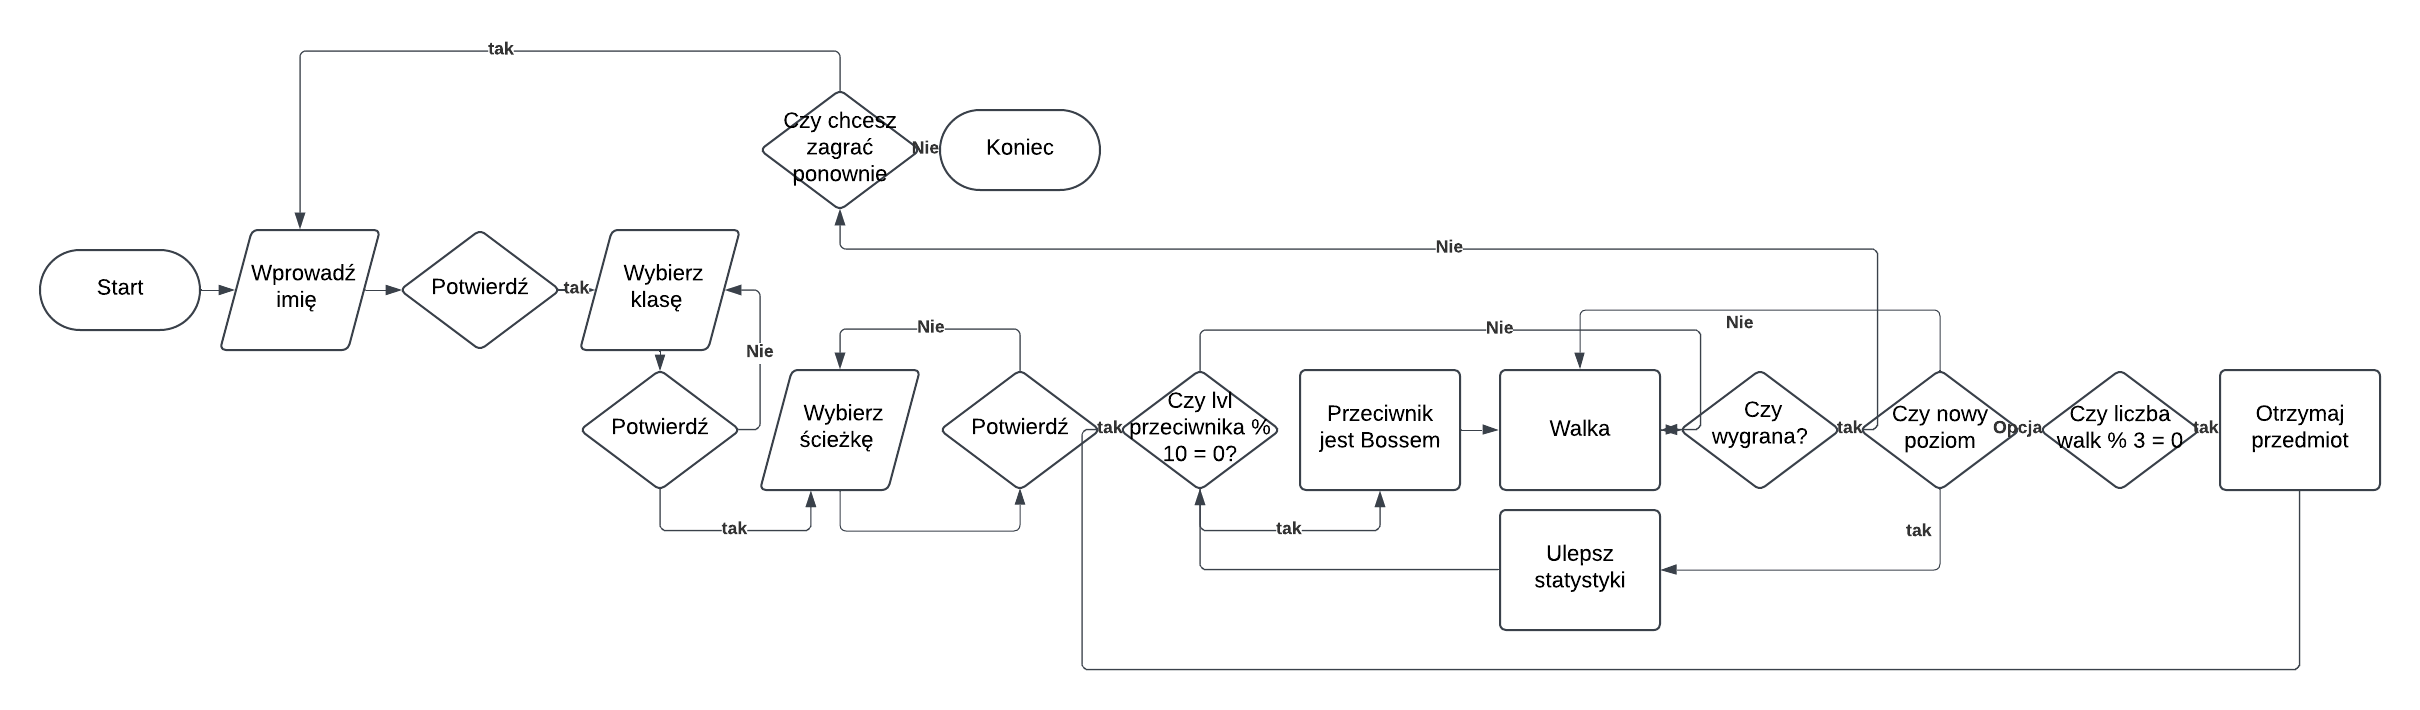 tak
Czy chcesz
zagrać
ponownie
Nie
Koniec
Nie
Start
Wprowadź
imię
Potwierdź
tak
Wybierz
klasę
Nie
Potwierdź
tak
Nie
Wybierz
ścieżkę
Potwierdź
tak
Czy lvl
przeciwnika %
10 = 0?
tak
Nie
Przeciwnik
jest Bossem
Nie
Walka
Czy
wygrana?
tak
Czy nowy
poziom
Opcja
Czy liczba
walk % 3 = 0
tak
Otrzymaj
przedmiot
tak
Ulepsz
statystyki